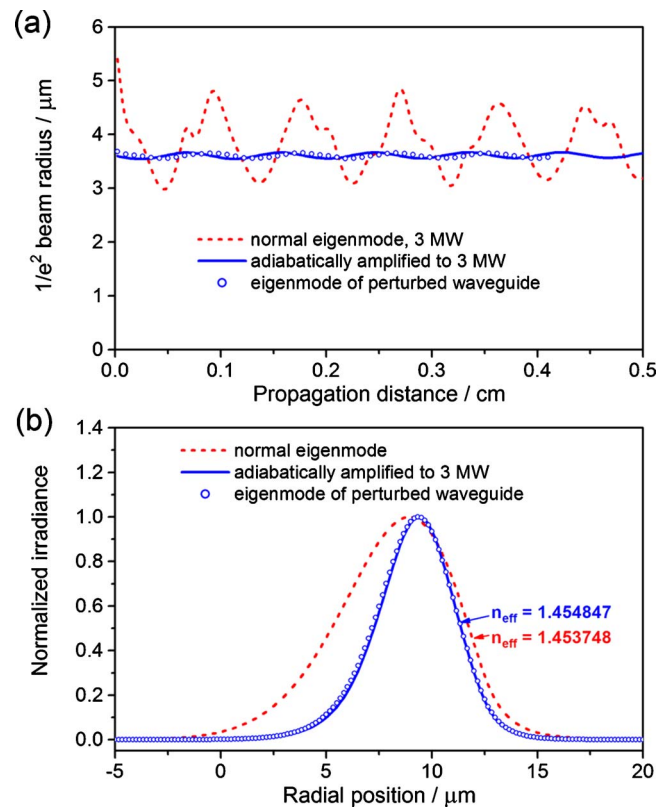 (a)
6
5
4
3
2
1
0
1/e² beam radius / μm
normal eigenmode, 3 MW
adiabatically amplified to 3 MW
eigenmode of perturbed waveguide
0.0 0.1 0.2 0.3 0.4 0.5
Propagation distance / cm
(b)
1.4
1.2
1.0
0.8
0.6
0.4
0.2
0.0
Normalized irradiance
normal eigenmode
adiabatically amplified to 3 MW
eigenmode of perturbed waveguide
n_eff = 1.454847
n_eff = 1.453748
-5 0 5 10 15 20
Radial position / μm